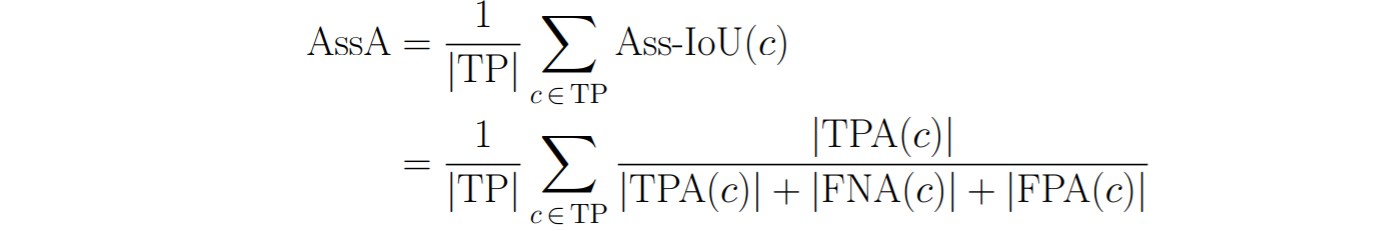 AssA = 1/|TP| ∑_{c ∈ TP} Ass-IoU(c)
= 1/|TP| ∑_{c ∈ TP} |TPA(c)| / (|TPA(c)| + |FNA(c)| + |FPA(c)|)